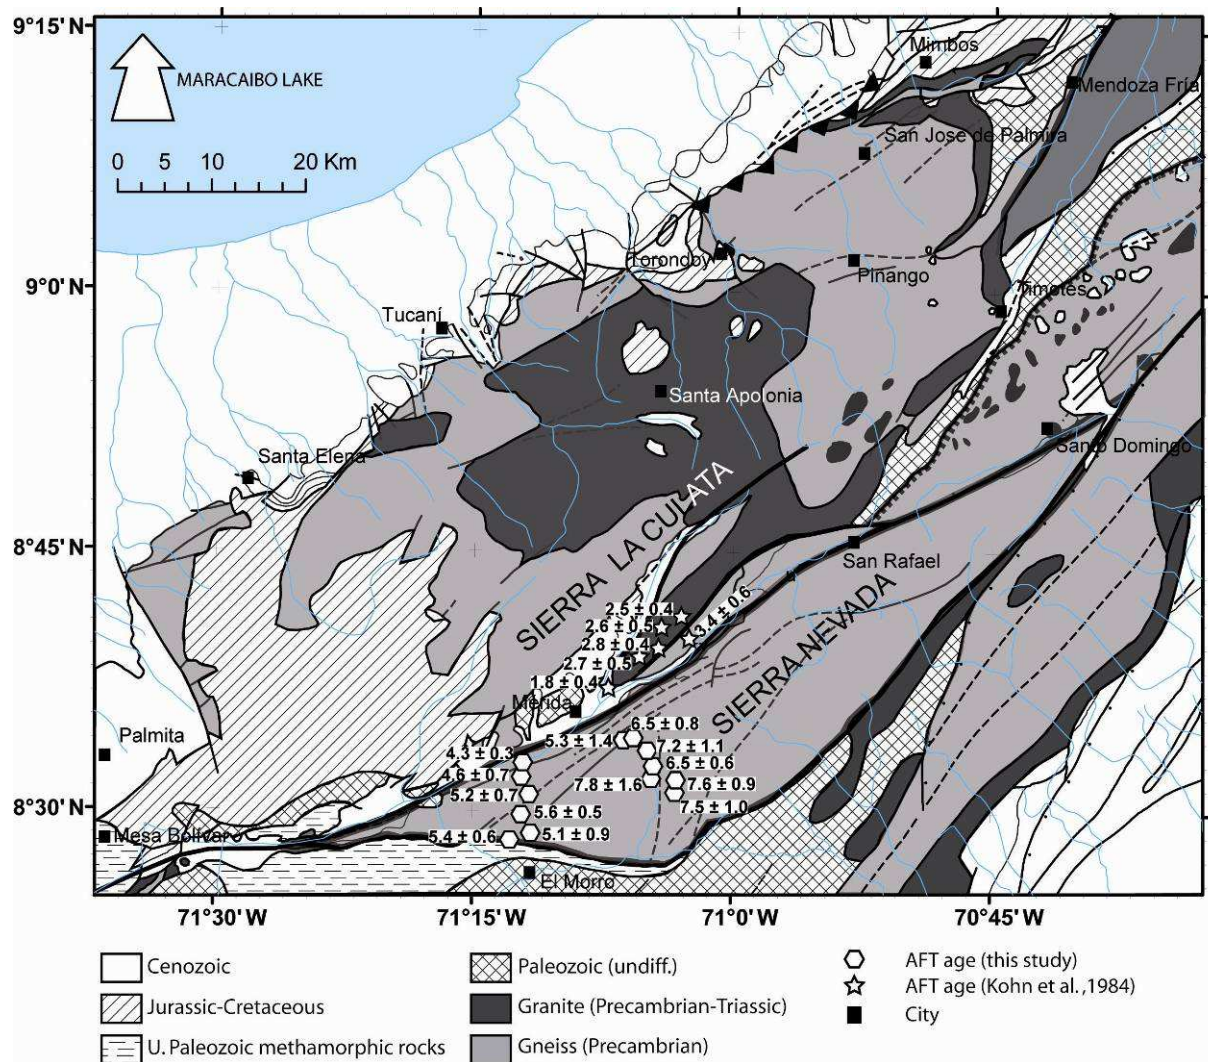 9°15' N
9°0' N
8°45' N
8°30' N
MARACAIBO LAKE
0 5 10 20 Km
Mimbos
Mendoza Fría
San Jose de Palmira
Torondoy
Pinango
Timotes
Tucaní
Santa Apolonia
Santa Elena
Santo Domingo
SIERRA LA CULATA
San Rafael
SIERRA NEVADA
2.5 ± 0.4
2.6 ± 0.5
3.4 ± 0.6
2.8 ± 0.4
2.7 ± 0.5
1.8 ± 0.4
Mérida
Palmita
6.5 ± 0.8
5.3 ± 1.4
7.2 ± 1.1
4.3 ± 0.3
6.5 ± 0.6
4.6 ± 0.7
7.8 ± 1.6
7.6 ± 0.9
5.2 ± 0.7
7.5 ± 1.0
5.6 ± 0.5
Mesa Bolívar
5.4 ± 0.6
5.1 ± 0.9
El Morro
71°30' W
71°15' W
71°0' W
70°45' W
Cenozoic
Jurassic-Cretaceous
U. Paleozoic methamorphic rocks
Paleozoic (undiff.)
Granite (Precambrian-Triassic)
Gneiss (Precambrian)
AFT age (this study)
AFT age (Kohn et al.,1984)
City